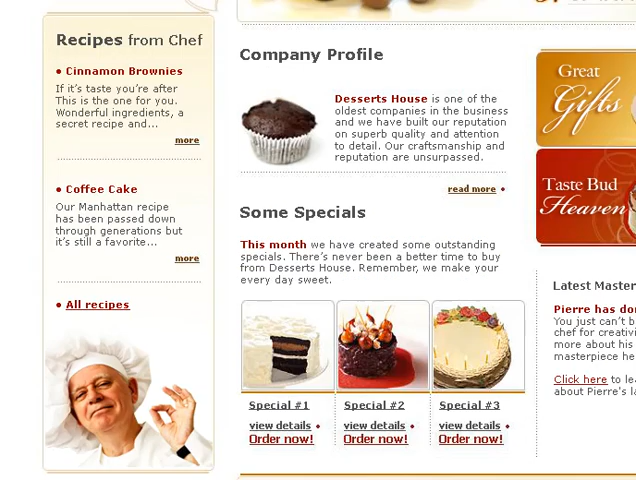 Recipes from Chef
• Cinnamon Brownies
If it's taste you're after
This is the one for you.
Wonderful ingredients, a
secret recipe and...
more
• Coffee Cake
Our Manhattan recipe
has been passed down
through generations but
it's still a favorite...
more
• All recipes
Company Profile
Desserts House is one of the
oldest companies in the business
and we have built our reputation
on superb quality and attention
to detail. Our craftsmanship and
reputation are unsurpassed.
read more
Some Specials
This month we have created some outstanding
specials. There's never been a better time to buy
from Desserts House. Remember, we make your
every day sweet.
Special #1
view details
Order now!
Special #2
view details
Order now!
Special #3
view details
Order now!
Great
Gifts
Taste Bud
Heaven
Latest Master
Pierre has do
You just can't b
chef for creativi
more about his
masterpiece he
Click here to le
about Pierre's la